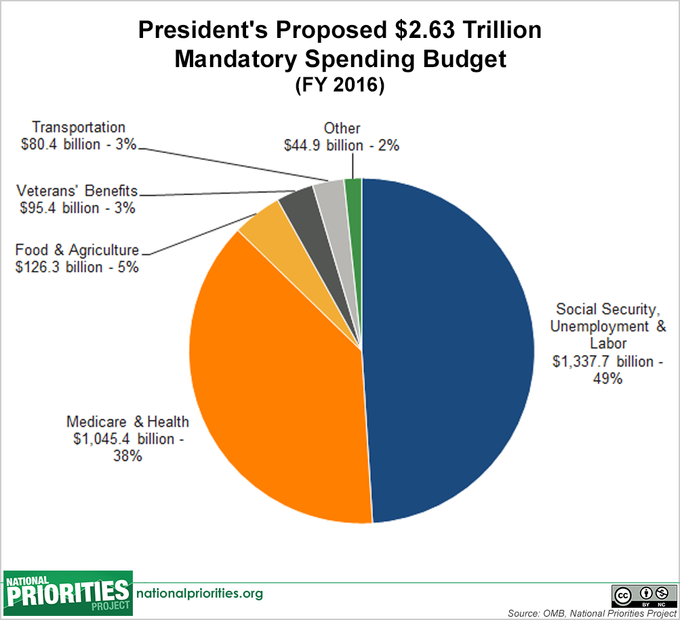 President's Proposed $2.63 Trillion
Mandatory Spending Budget
(FY 2016)
Transportation
$80.4 billion - 3%
Other
$44.9 billion - 2%
Veterans' Benefits
$95.4 billion - 3%
Food & Agriculture
$126.3 billion - 5%
Social Security,
Unemployment &
Labor
$1,337.7 billion -
49%
Medicare & Health
$1,045.4 billion -
38%
NATIONAL
PRIORITIES
PROJECT
nationalpriorities.org
cc
$
BY NC
Source: OMB, National Priorities Project